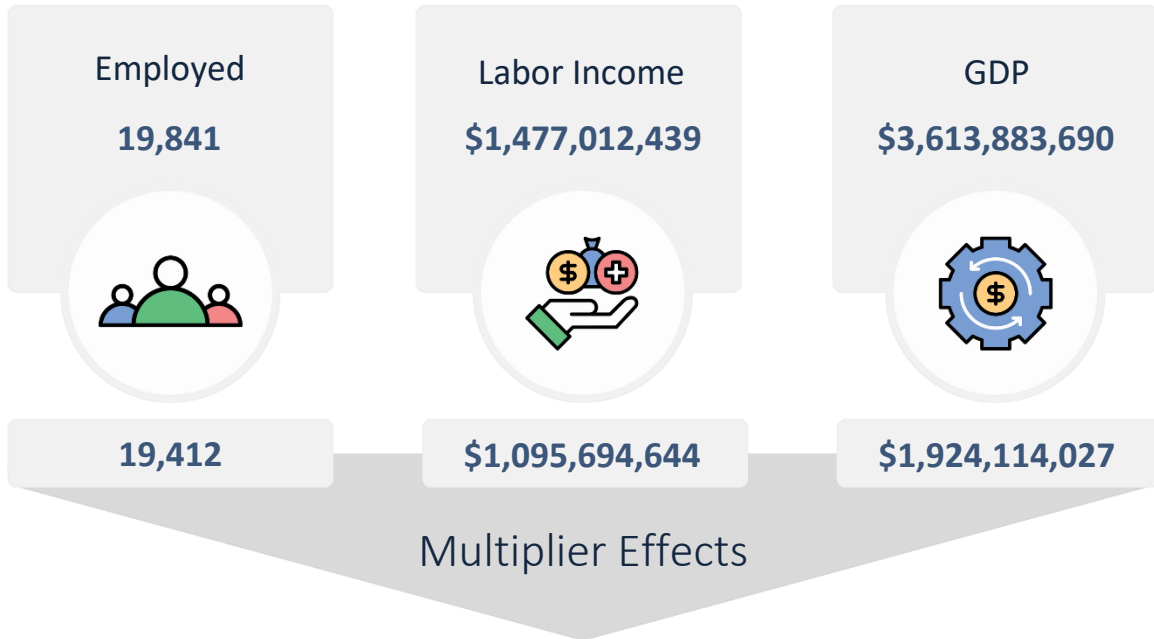 Employed
19,841
Labor Income
$1,477,012,439
GDP
$3,613,883,690
$
$
19,412
$1,095,694,644
$1,924,114,027
Multiplier Effects